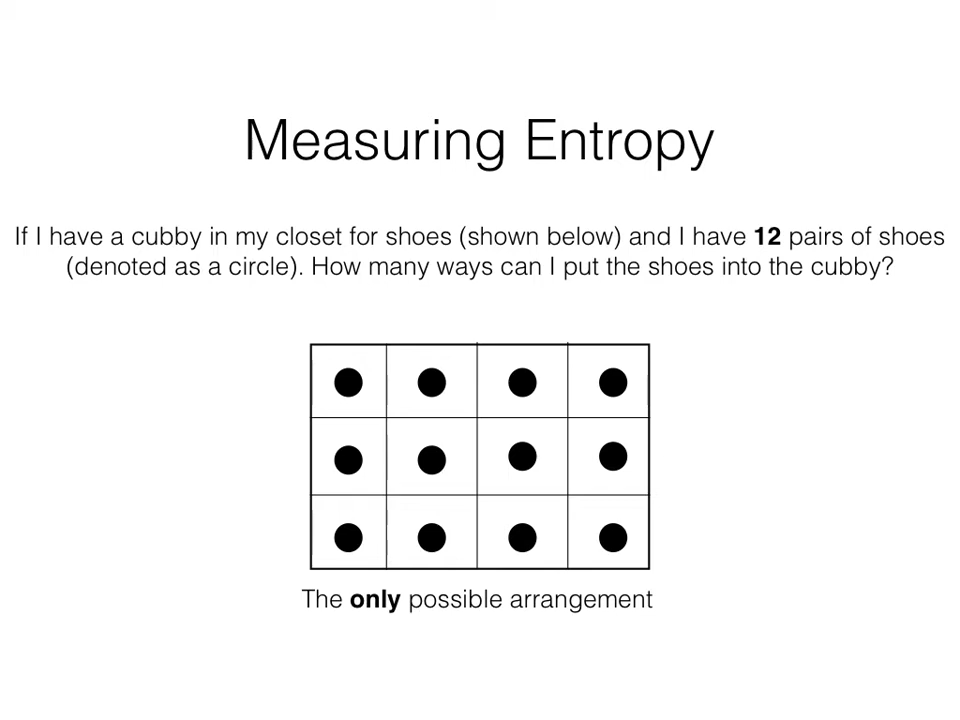 Measuring Entropy
If I have a cubby in my closet for shoes (shown below) and I have 12 pairs of shoes
(denoted as a circle). How many ways can I put the shoes into the cubby?
The only possible arrangement